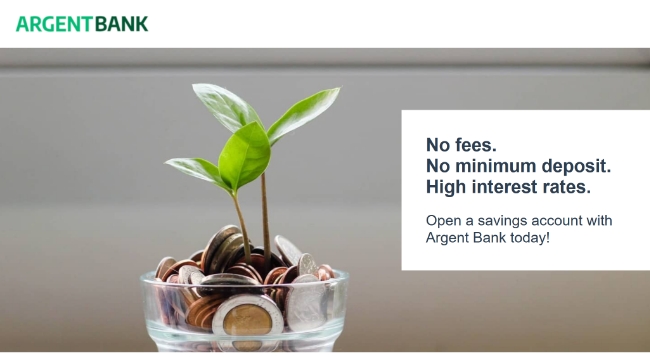 ARGENTBANK
No fees.
No minimum deposit.
High interest rates.
Open a savings account with
Argent Bank today!